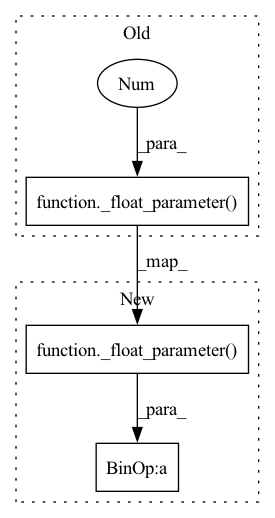 Old
Num
_para_
function._float_parameter()
_map_
New
function._float_parameter()
_para_
BinOp:a